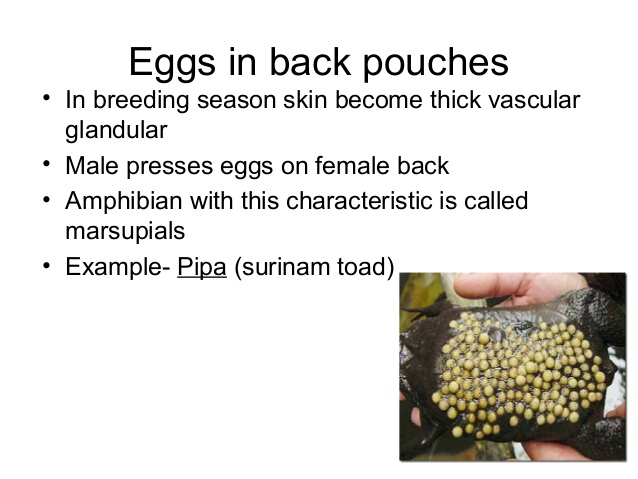 Eggs in back pouches
• In breeding season skin become thick vascular
glandular
• Male presses eggs on female back
• Amphibian with this characteristic is called
marsupials
• Example- Pipa (surinam toad)